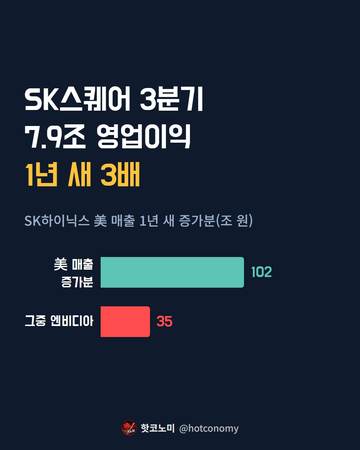 SK스퀘어 3분기
7.9조 영업이익
1년 새 3배
SK하이닉스 美 매출 1년 새 증가분(조 원)
美 매출
증가분
102
그중 엔비디아
35
핫코노미 @hotconomy